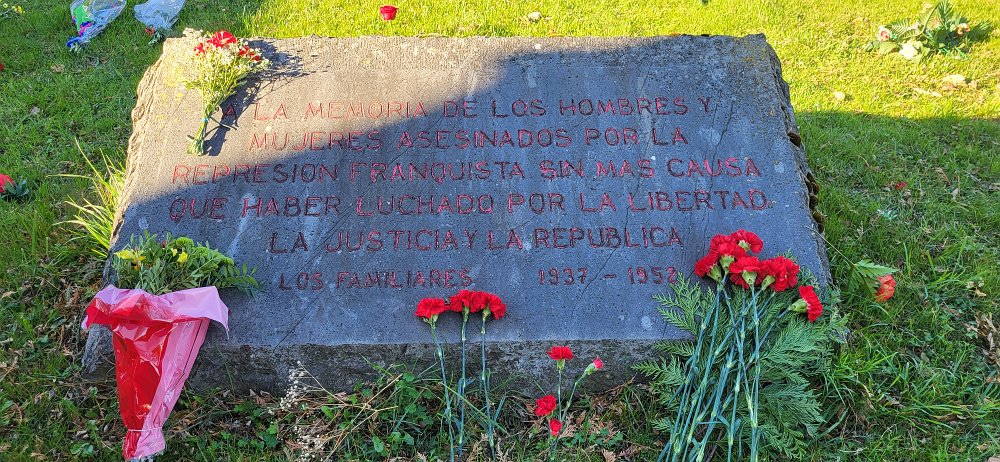 A LA MEMORIA DE LOS HOMBRES Y
MUJERES ASESINADOS POR LA
REPRESION FRANQUISTA SIN MAS CAUSA
QUE HABER LUCHADO POR LA LIBERTAD.
LA JUSTICIA Y LA REPUBLICA
LOS FAMILIARES 1937 - 1952